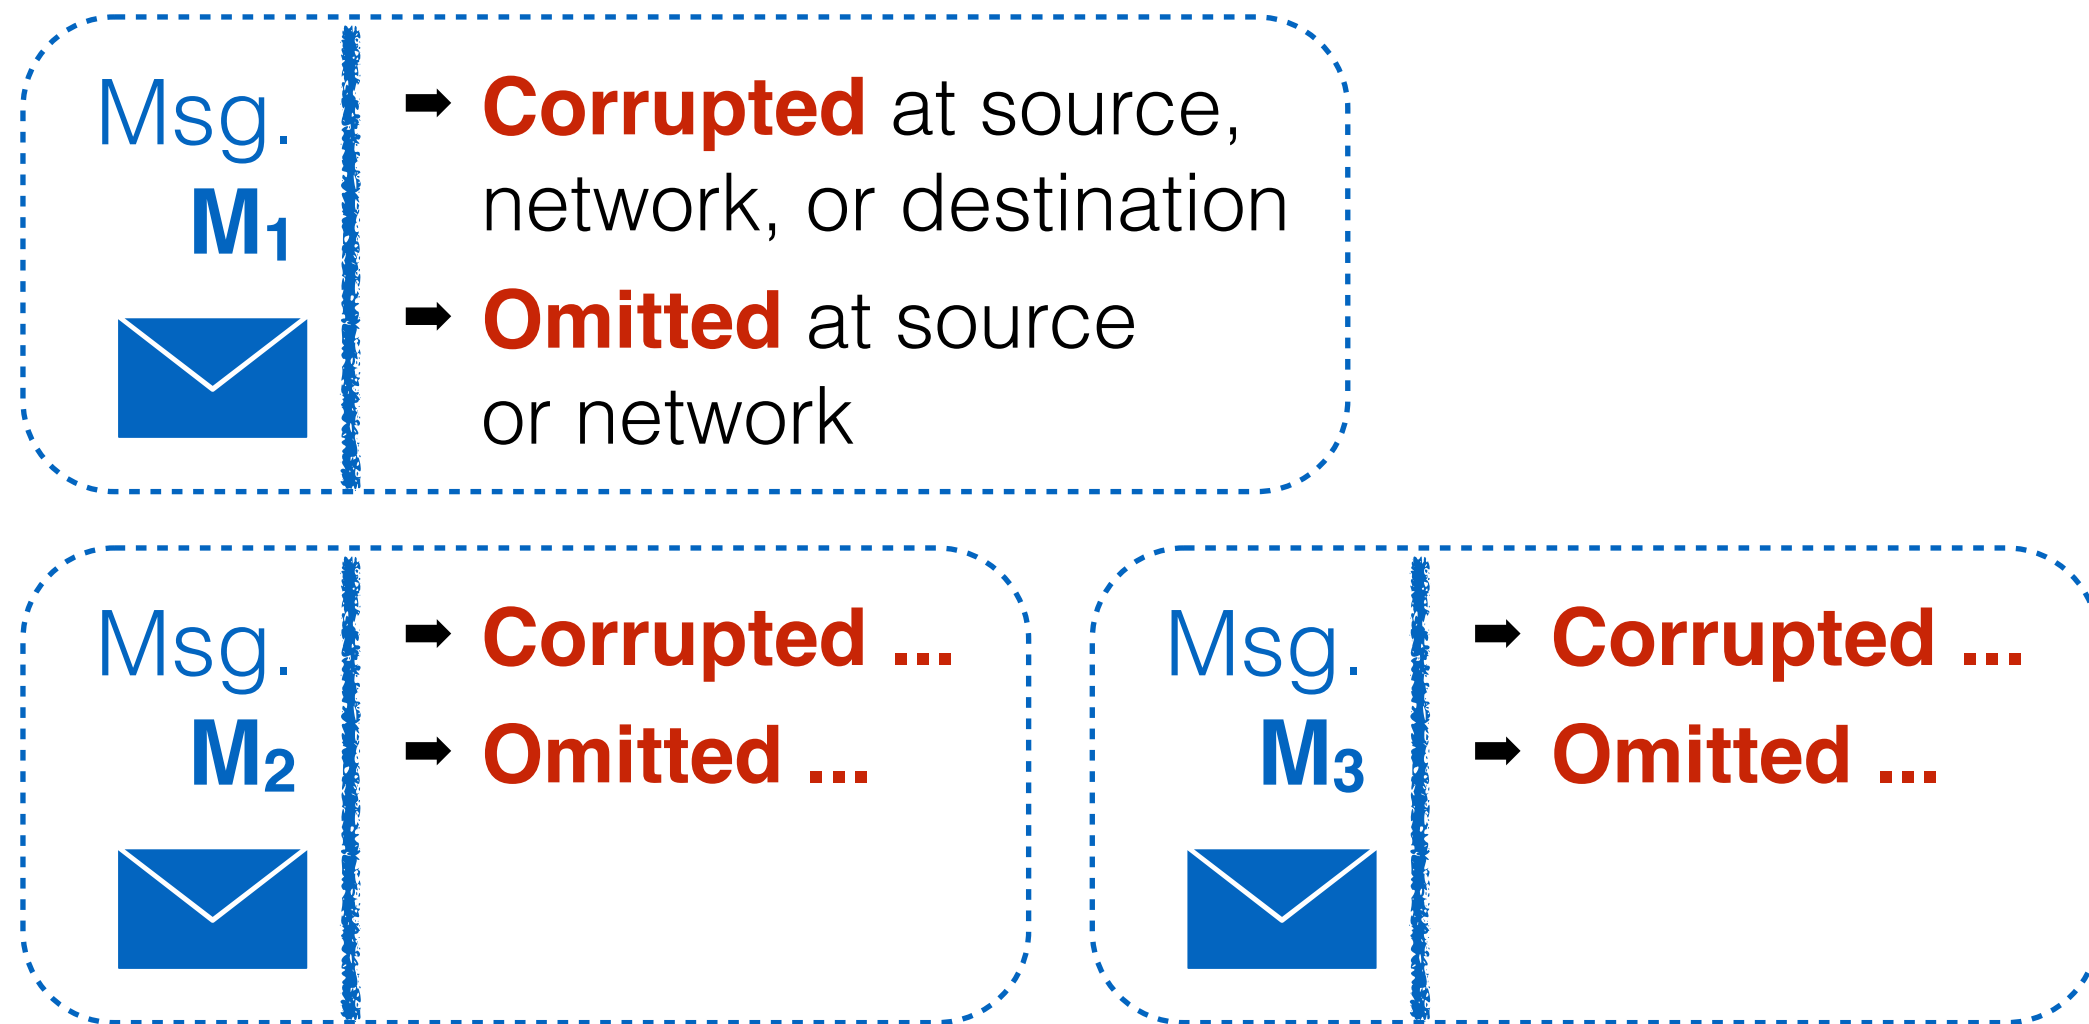 Msg.
M₁
➡ Corrupted at source,
network, or destination
➡ Omitted at source
or network
Msg.
M₂
➡ Corrupted ...
➡ Omitted ...
Msg.
M₃
➡ Corrupted ...
➡ Omitted ...